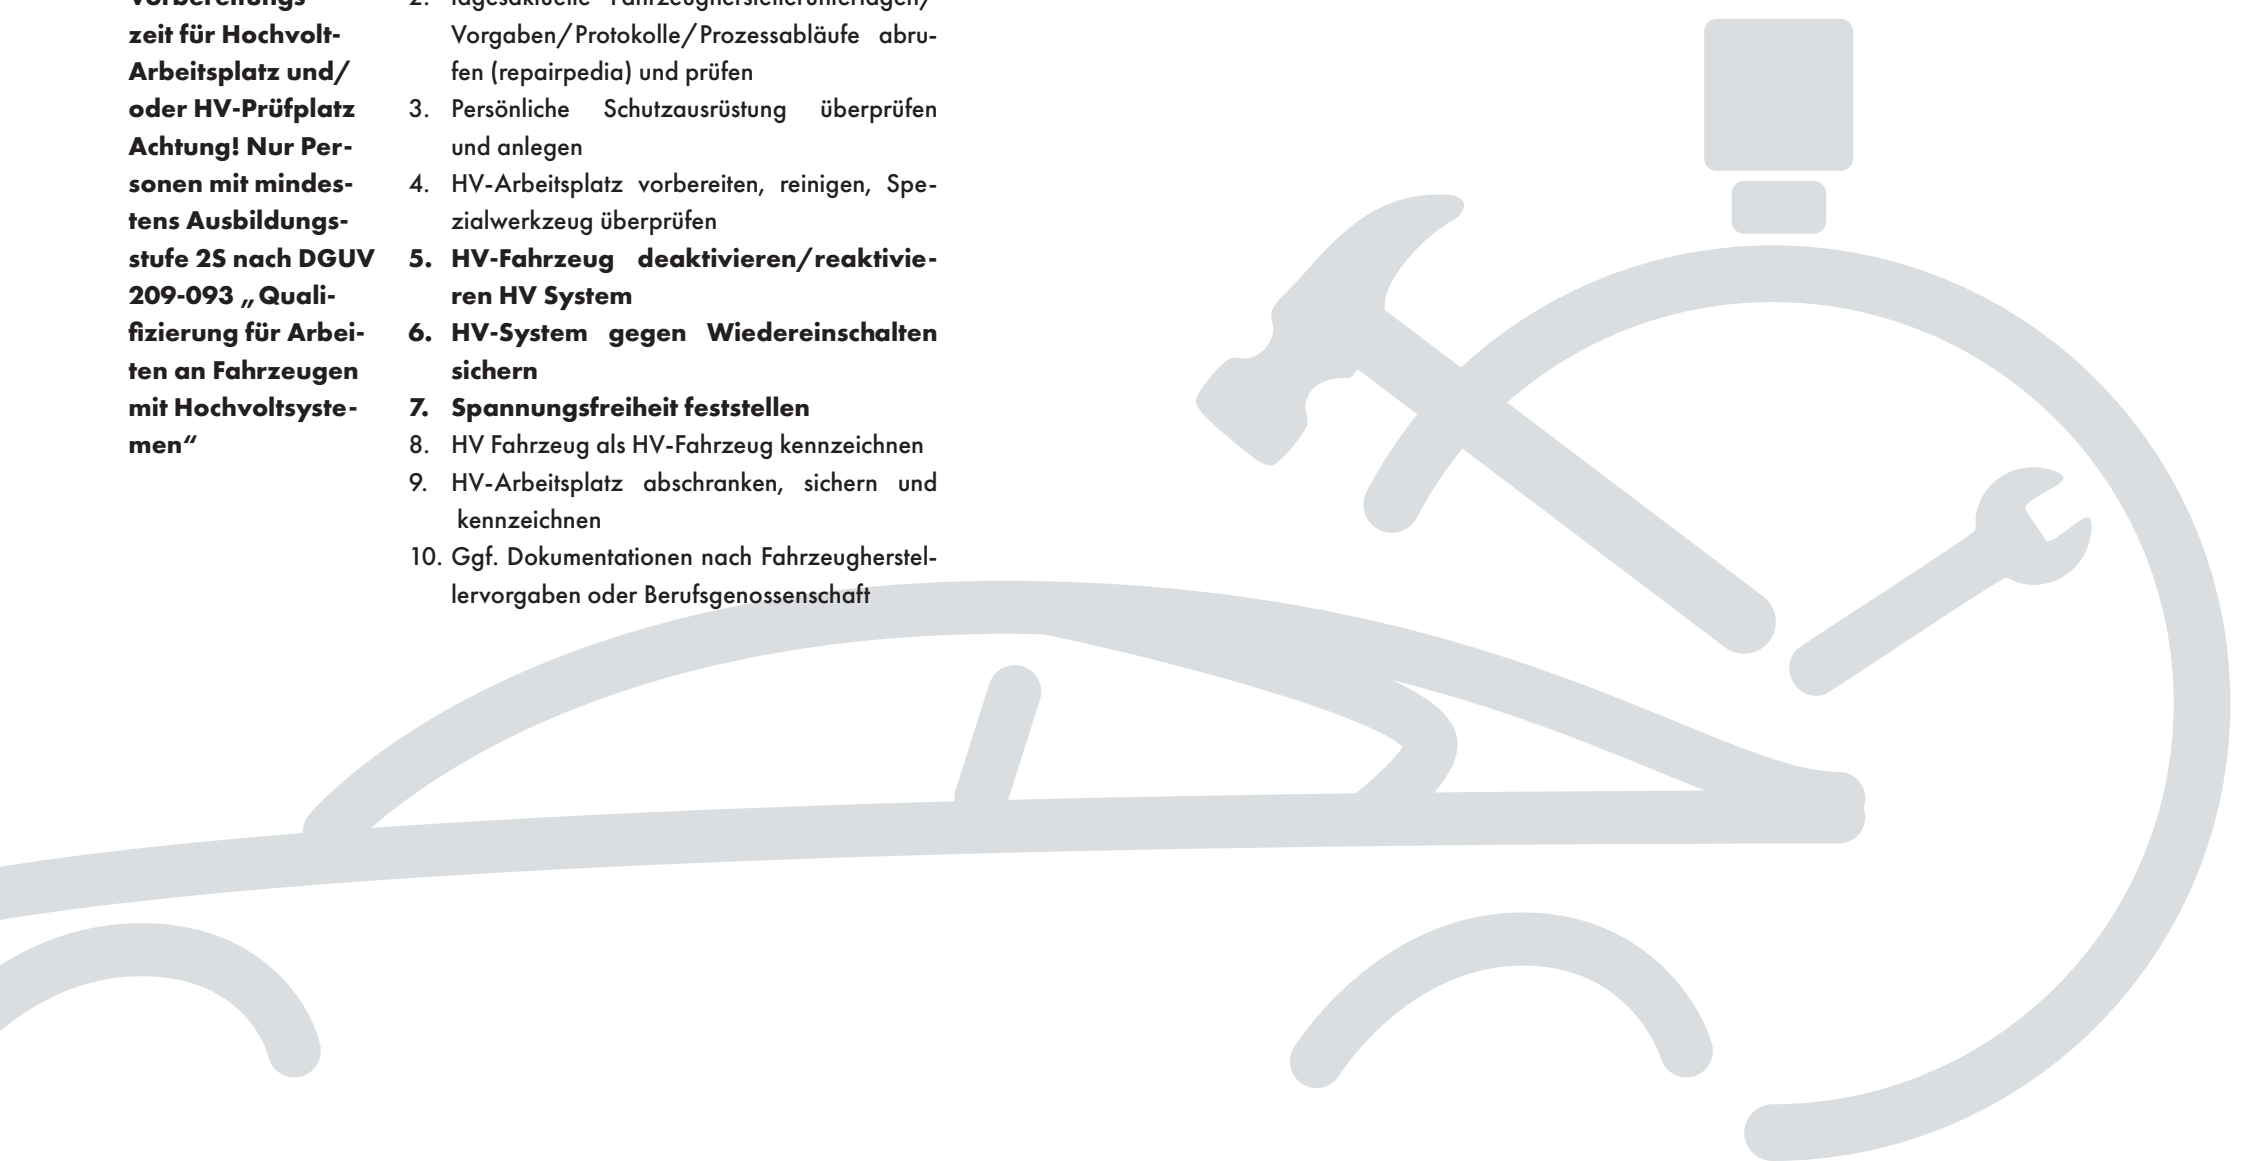 Vorbereitungs-
zeit für Hochvolt-
Arbeitsplatz und/
oder HV-Prüfplatz
Achtung! Nur Per-
sonen mit mindes-
tens Ausbildungs-
stufe 2S nach DGUV
209-093 „Quali-
fizierung für Arbei-
ten an Fahrzeugen
mit Hochvoltsyste-
men“
2. Tagesaktuelle Fahrzeugherstellerunterlagen/
Vorgaben/Protokolle/Prozessabläufe abru-
fen (repairpedia) und prüfen
3. Persönliche Schutzausrüstung überprüfen
und anlegen
4. HV-Arbeitsplatz vorbereiten, reinigen, Spe-
zialwerkzeug überprüfen
5. HV-Fahrzeug deaktivieren/reaktivie-
ren HV System
6. HV-System gegen Wiedereinschalten
sichern
7. Spannungsfreiheit feststellen
8. HV Fahrzeug als HV-Fahrzeug kennzeichnen
9. HV-Arbeitsplatz abschranken, sichern und
kennzeichnen
10. Ggf. Dokumentationen nach Fahrzeugherstel-
lervorgaben oder Berufsgenossenschaft